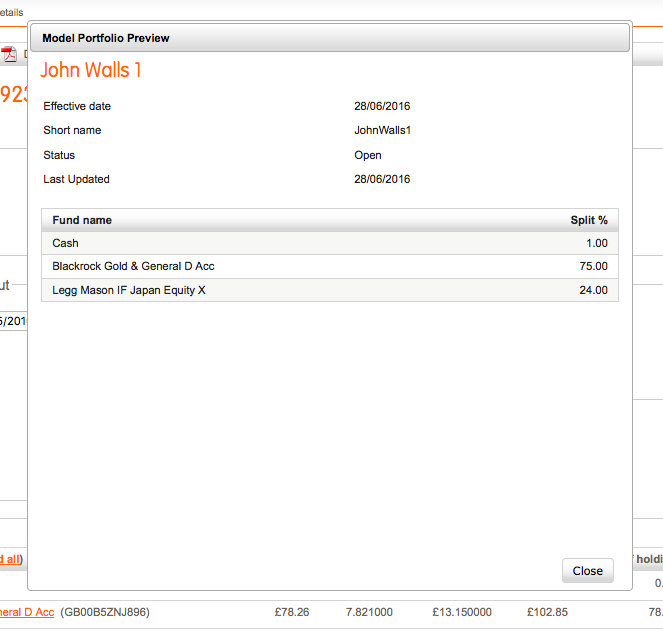 etails
Model Portfolio Preview
923
John Walls 1
Effective date 28/06/2016
Short name JohnWalls1
Status Open
Last Updated 28/06/2016
Fund name Split %
Cash 1.00
Blackrock Gold & General D Acc 75.00
ut
Legg Mason IF Japan Equity X 24.00
5/201
d all) holdi
Close
0.
neral D Acc (GB00B5ZNJ896) £78.26 7.821000 £13.150000 £102.85 78.